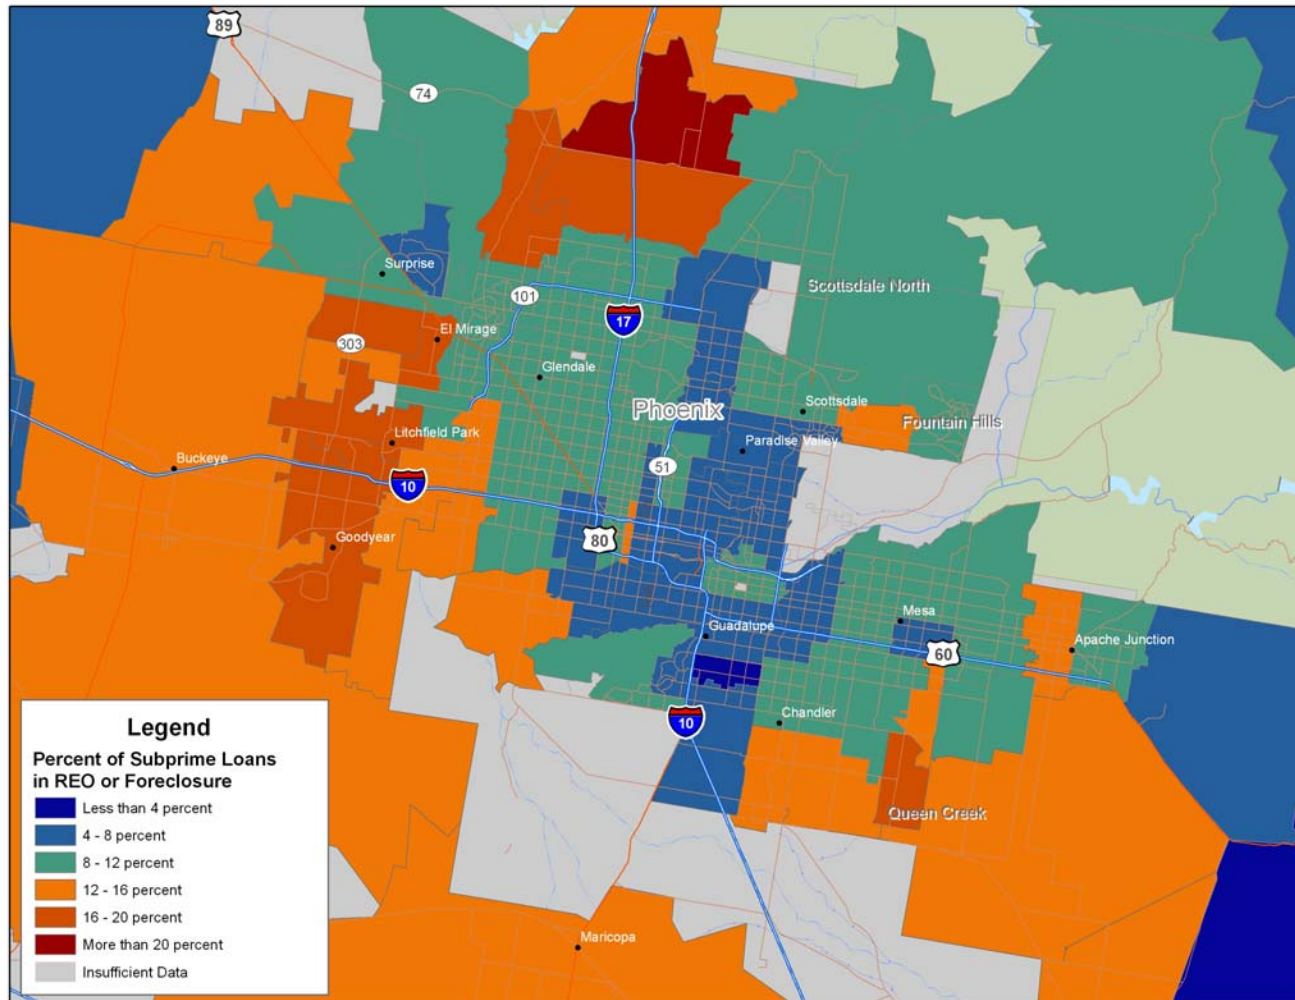 89
74
Surprise
101
Scottsdale North
17
El Mirage
303
Glendale
Phoenix
Scottsdale
Fountain Hills
Litchfield Park
Paradise Valley
Buckeye
51
10
Goodyear
80
Mesa
Guadalupe
Apache Junction
60
10
Chandler
Queen Creek
Maricopa
Legend
Percent of Subprime Loans
in REO or Foreclosure
Less than 4 percent
4 - 8 percent
8 - 12 percent
12 - 16 percent
16 - 20 percent
More than 20 percent
Insufficient Data